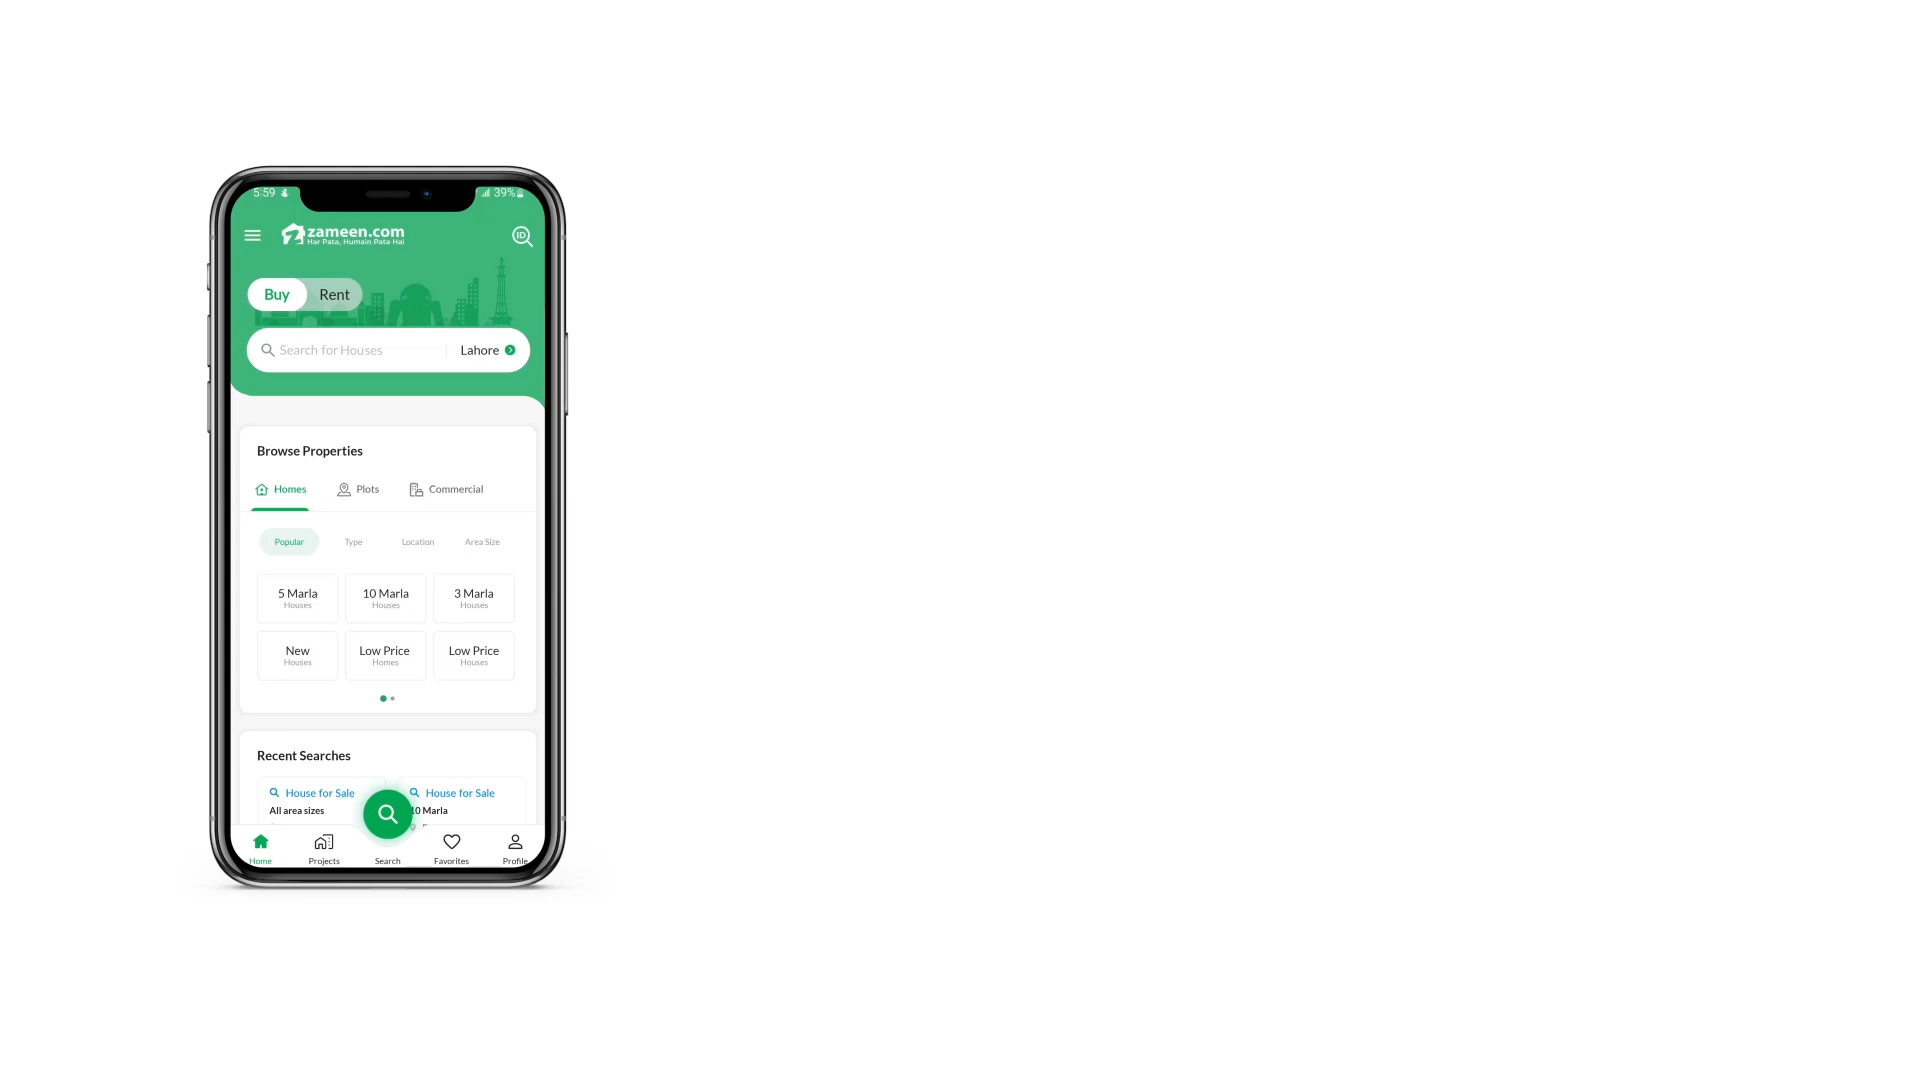 5:59 39%
zameen.com
Har Pata, Humain Pata Hai
ID
Buy Rent
Search for Houses Lahore
Browse Properties
Homes Plots Commercial
Popular Type Location Area Size
5 Marla 10 Marla 3 Marla
Houses Houses Houses
New Low Price Low Price
Houses Homes Houses
Recent Searches
House for Sale House for Sale
All area sizes 10 Marla
Home Projects Search Favorites Profile